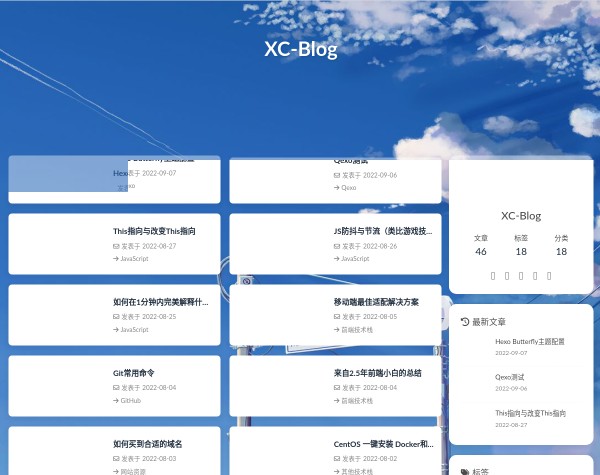 XC-Blog
Hexo Butterfly主题配置
发表于 2022-09-07
Qexo测试
发表于 2022-09-06
Qexo
This指向与改变This指向
发表于 2022-08-27
JavaScript
JS防抖与节流（类比游戏技...
发表于 2022-08-26
JavaScript
如何在1分钟内完美解释什...
发表于 2022-08-25
JavaScript
移动端最佳适配解决方案
发表于 2022-08-05
前端技术栈
Git常用命令
发表于 2022-08-04
GitHub
来自2.5年前端小白的总结
发表于 2022-08-04
前端技术栈
如何买到合适的域名
发表于 2022-08-03
网站资源
CentOS 一键安装 Docker和...
发表于 2022-08-02
其他技术栈
XC-Blog
文章 标签 分类
46 18 18
最新文章
Hexo Butterfly主题配置
2022-09-07
Qexo测试
2022-09-06
This指向与改变This指向
2022-08-27
标签